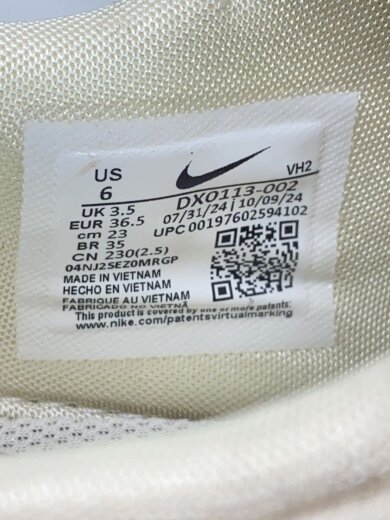 US
6
VH2
UK 3.5
EUR 36.5
cm 23
BR 35
CN 230(2.5)
DX0113-002
07/31/24 | 10/09/24
UPC 00197602594102
04NJ2SEZ0MRGP
MADE IN VIETNAM
HECHO EN VIETNAM
FABRIQUE AU VIETNAM
FABRICADO NO VIETNÃ
This product is covered by one or more patents:
www.nike.com/patentsvirtualmarking